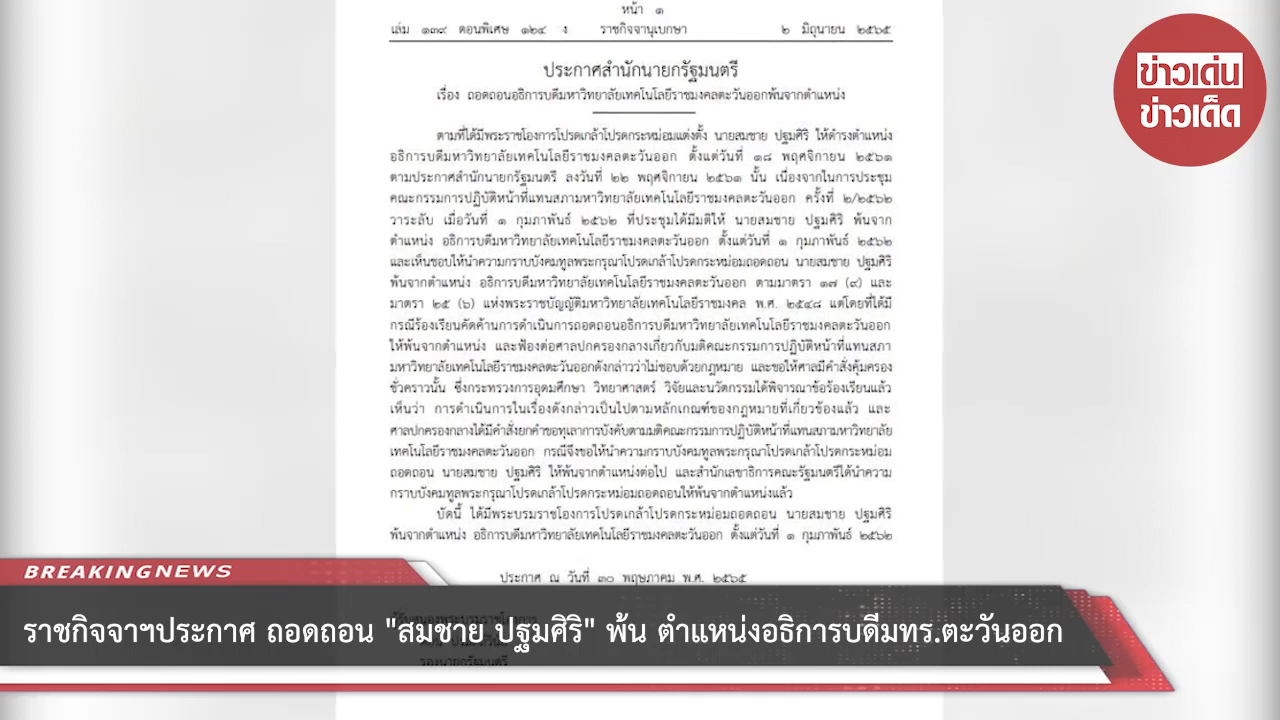 หน้า ๑
เล่ม ๑๓๙ ตอนพิเศษ ๑๒๔ ง ราชกิจจานุเบกษา ๒ มิถุนายน ๒๕๖๕
ข่าวเด่น
ข่าวเด็ด
ประกาศสำนักนายกรัฐมนตรี
เรื่อง ถอดถอนอธิการบดีมหาวิทยาลัยเทคโนโลยีราชมงคลตะวันออกพ้นจากตำแหน่ง
ตามที่ได้มีพระราชโองการโปรดเกล้าโปรดกระหม่อมแต่งตั้ง นายสมชาย ปฐมศิริ ให้ดำรงตำแหน่ง
อธิการบดีมหาวิทยาลัยเทคโนโลยีราชมงคลตะวันออก ตั้งแต่วันที่ ๑๘ พฤศจิกายน ๒๕๖๑
ตามประกาศสำนักนายกรัฐมนตรี ลงวันที่ ๒๒ พฤศจิกายน ๒๕๖๑ นั้น เนื่องจากในการประชุม
คณะกรรมการปฏิบัติหน้าที่แทนสภามหาวิทยาลัยเทคโนโลยีราชมงคลตะวันออก ครั้งที่ ๒/๒๕๖๒
วาระลับ เมื่อวันที่ ๑ กุมภาพันธ์ ๒๕๖๒ ที่ประชุมได้มีมติให้ นายสมชาย ปฐมศิริ พ้นจาก
ตำแหน่ง อธิการบดีมหาวิทยาลัยเทคโนโลยีราชมงคลตะวันออก ตั้งแต่วันที่ ๑ กุมภาพันธ์ ๒๕๖๒
และเห็นชอบให้นำความกราบบังคมทูลพระกรุณาโปรดเกล้าโปรดกระหม่อมถอดถอน นายสมชาย ปฐมศิริ
พ้นจากตำแหน่ง อธิการบดีมหาวิทยาลัยเทคโนโลยีราชมงคลตะวันออก ตามมาตรา ๑๗ (๙) และ
มาตรา ๒๕ (๖) แห่งพระราชบัญญัติมหาวิทยาลัยเทคโนโลยีราชมงคล พ.ศ. ๒๕๔๘ แต่โดยที่ได้มี
กรณีร้องเรียนคัดค้านการดำเนินการถอดถอนอธิการบดีมหาวิทยาลัยเทคโนโลยีราชมงคลตะวันออก
ให้พ้นจากตำแหน่ง และฟ้องต่อศาลปกครองกลางเกี่ยวกับมติคณะกรรมการปฏิบัติหน้าที่แทนสภา
มหาวิทยาลัยเทคโนโลยีราชมงคลตะวันออกดังกล่าวว่าไม่ชอบด้วยกฎหมาย และขอให้ศาลมีคำสั่งคุ้มครอง
ชั่วคราวนั้น ซึ่งกระทรวงการอุดมศึกษา วิทยาศาสตร์ วิจัยและนวัตกรรมได้พิจารณาข้อร้องเรียนแล้ว
เห็นว่า การดำเนินการในเรื่องดังกล่าวเป็นไปตามหลักเกณฑ์ของกฎหมายที่เกี่ยวข้องแล้ว และ
ศาลปกครองกลางได้มีคำสั่งยกคำขอทุเลาการบังคับตามมติคณะกรรมการปฏิบัติหน้าที่แทนสภามหาวิทยาลัย
เทคโนโลยีราชมงคลตะวันออก กรณีจึงขอให้นำความกราบบังคมทูลพระกรุณาโปรดเกล้าโปรดกระหม่อม
ถอดถอน นายสมชาย ปฐมศิริ ให้พ้นจากตำแหน่งต่อไป และสำนักเลขาธิการคณะรัฐมนตรีได้นำความ
กราบบังคมทูลพระกรุณาโปรดเกล้าโปรดกระหม่อมถอดถอนให้พ้นจากตำแหน่งแล้ว
บัดนี้ ได้มีพระบรมราชโองการโปรดเกล้าโปรดกระหม่อมถอดถอน นายสมชาย ปฐมศิริ
พ้นจากตำแหน่ง อธิการบดีมหาวิทยาลัยเทคโนโลยีราชมงคลตะวันออก ตั้งแต่วันที่ ๑ กุมภาพันธ์ ๒๕๖๒
ประกาศ ณ วันที่ ๓๐ พฤษภาคม พ.ศ. ๒๕๖๕
BREAKING NEWS
ราชกิจจาฯประกาศ ถอดถอน "สมชาย ปฐมศิริ" พ้น ตำแหน่งอธิการบดีมทร.ตะวันออก
รองนายกรัฐมนตรี